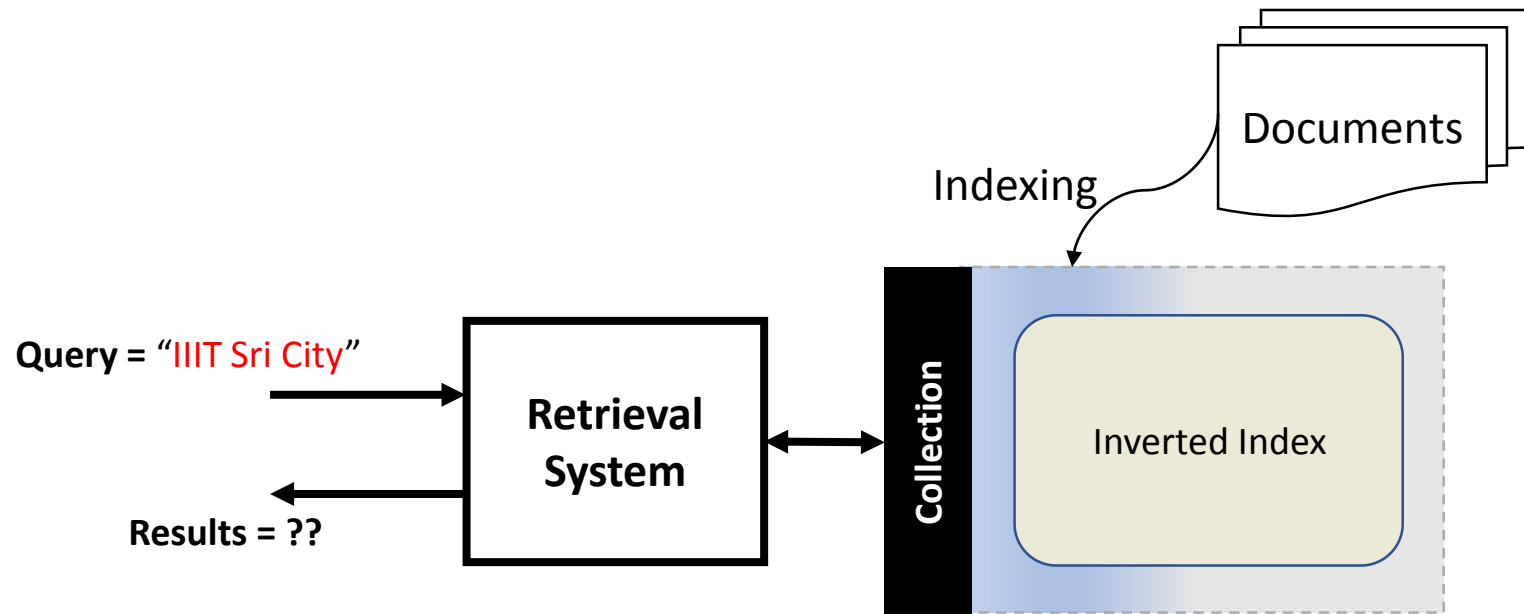 Documents
Indexing
Query = “IIIT Sri City”
Retrieval
System
Results = ??
Collection
Inverted Index